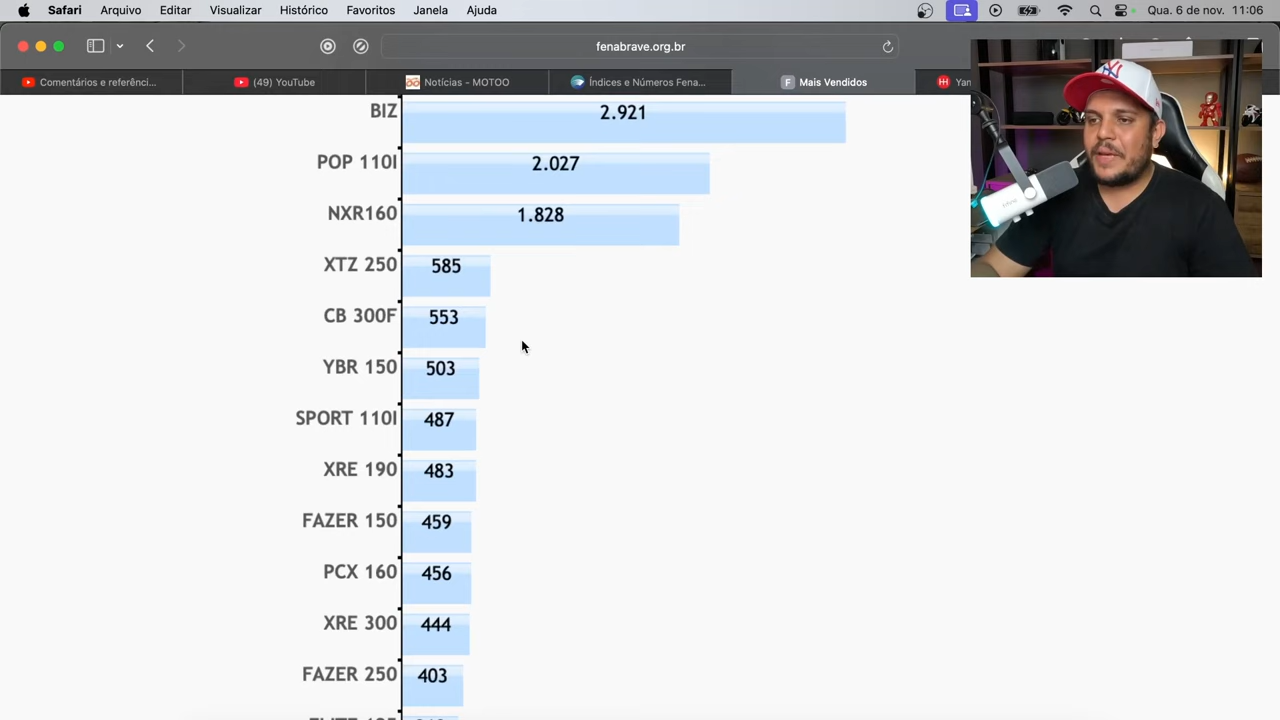 Safari Arquivo Editar Visualizar Histórico Favoritos Janela Ajuda Qua. 6 de nov. 11:06
fenabrave.org.br
Comentários e referênci... (49) YouTube Notícias - MOTOO Índices e Números Fena... F Mais Vendidos Yan
BIZ 2.921
POP 110I 2.027
NXR160 1.828
XTZ 250 585
CB 300F 553
YBR 150 503
SPORT 110I 487
XRE 190 483
FAZER 150 459
PCX 160 456
XRE 300 444
FAZER 250 403